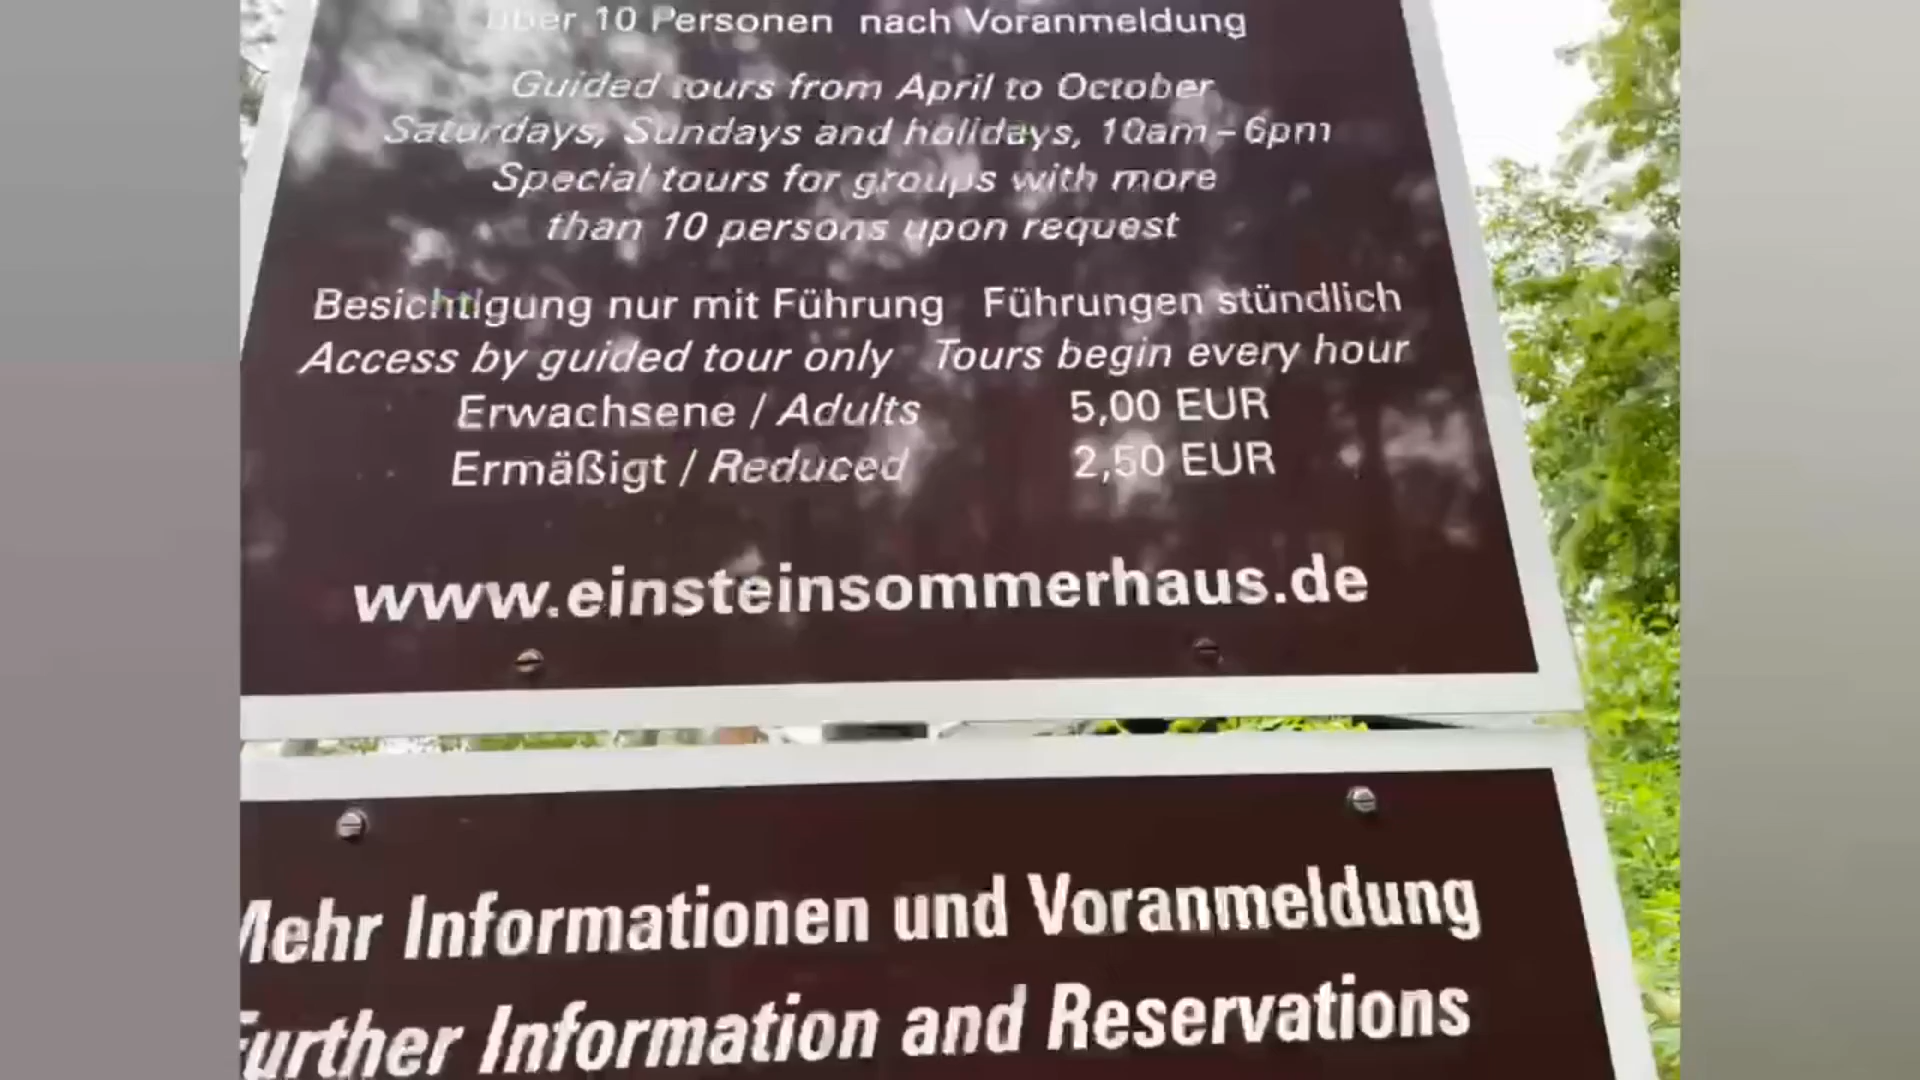 über 10 Personen nach Voranmeldung
Guided tours from April to October
Saturdays, Sundays and holidays, 10am – 6pm
Special tours for groups with more
than 10 persons upon request
Besichtigung nur mit Führung Führungen stündlich
Access by guided tour only Tours begin every hour
Erwachsene / Adults 5,00 EUR
Ermäßigt / Reduced 2,50 EUR
www.einsteinsommerhaus.de
Mehr Informationen und Voranmeldung
Further Information and Reservations